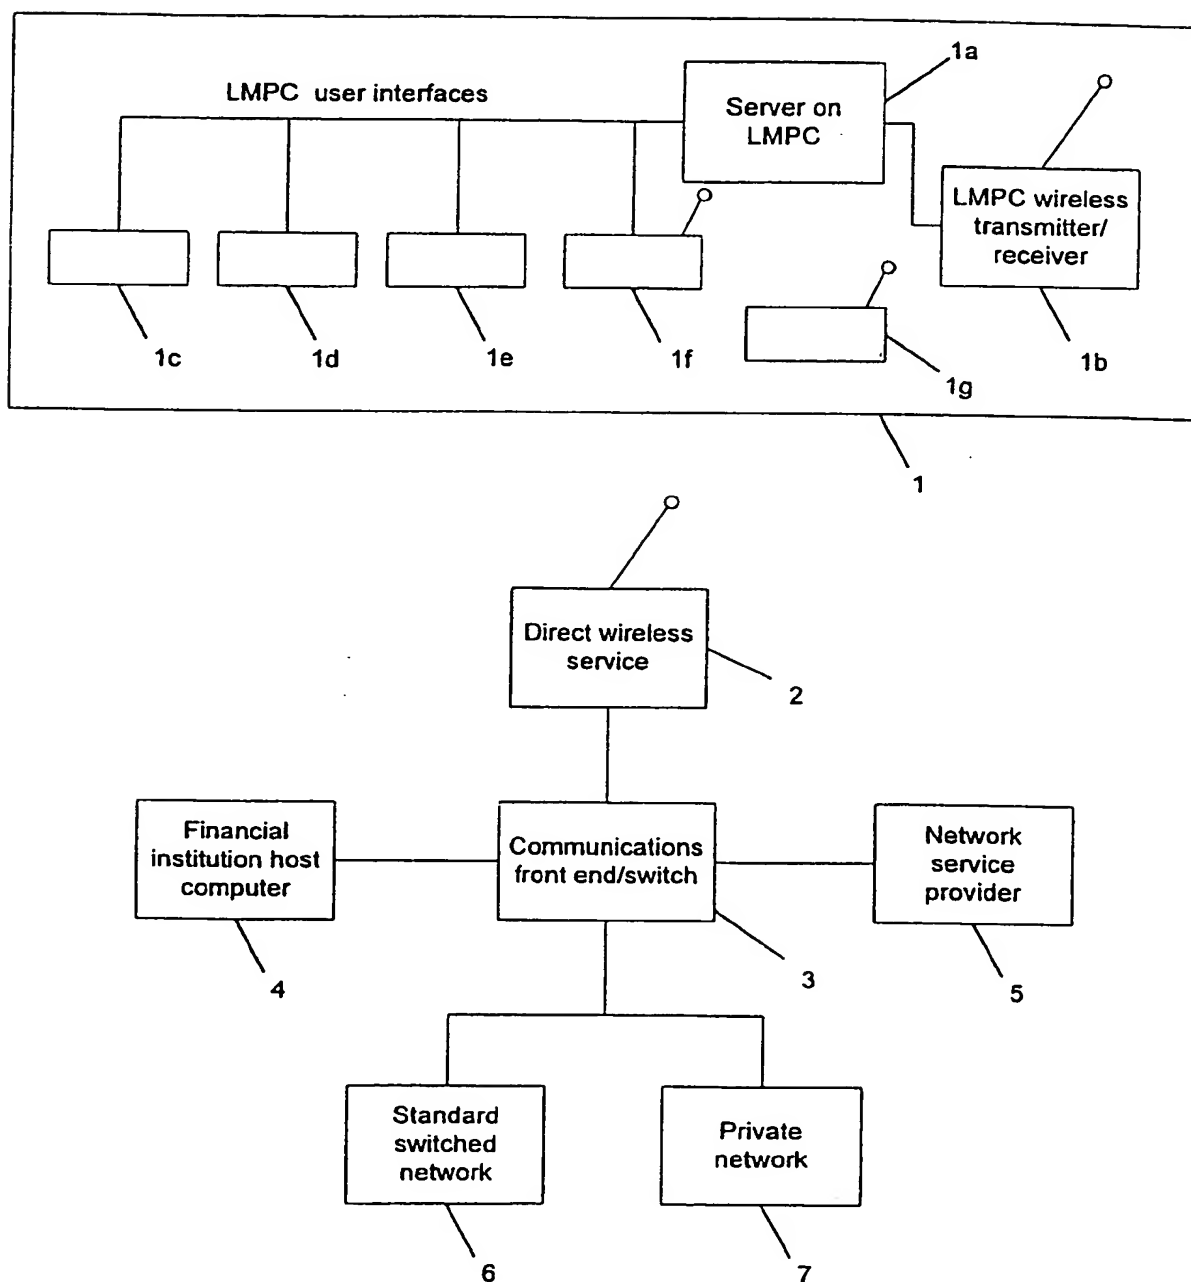 1a
LMPC user interfaces
Server on
LMPC
LMPC wireless
transmitter/
receiver
1c
1d
1e
1f
1g
1b
1
Direct wireless
service
2
Financial
institution host
computer
Communications
front end/switch
Network
service
provider
4
3
5
Standard
switched
network
Private
network
6
7